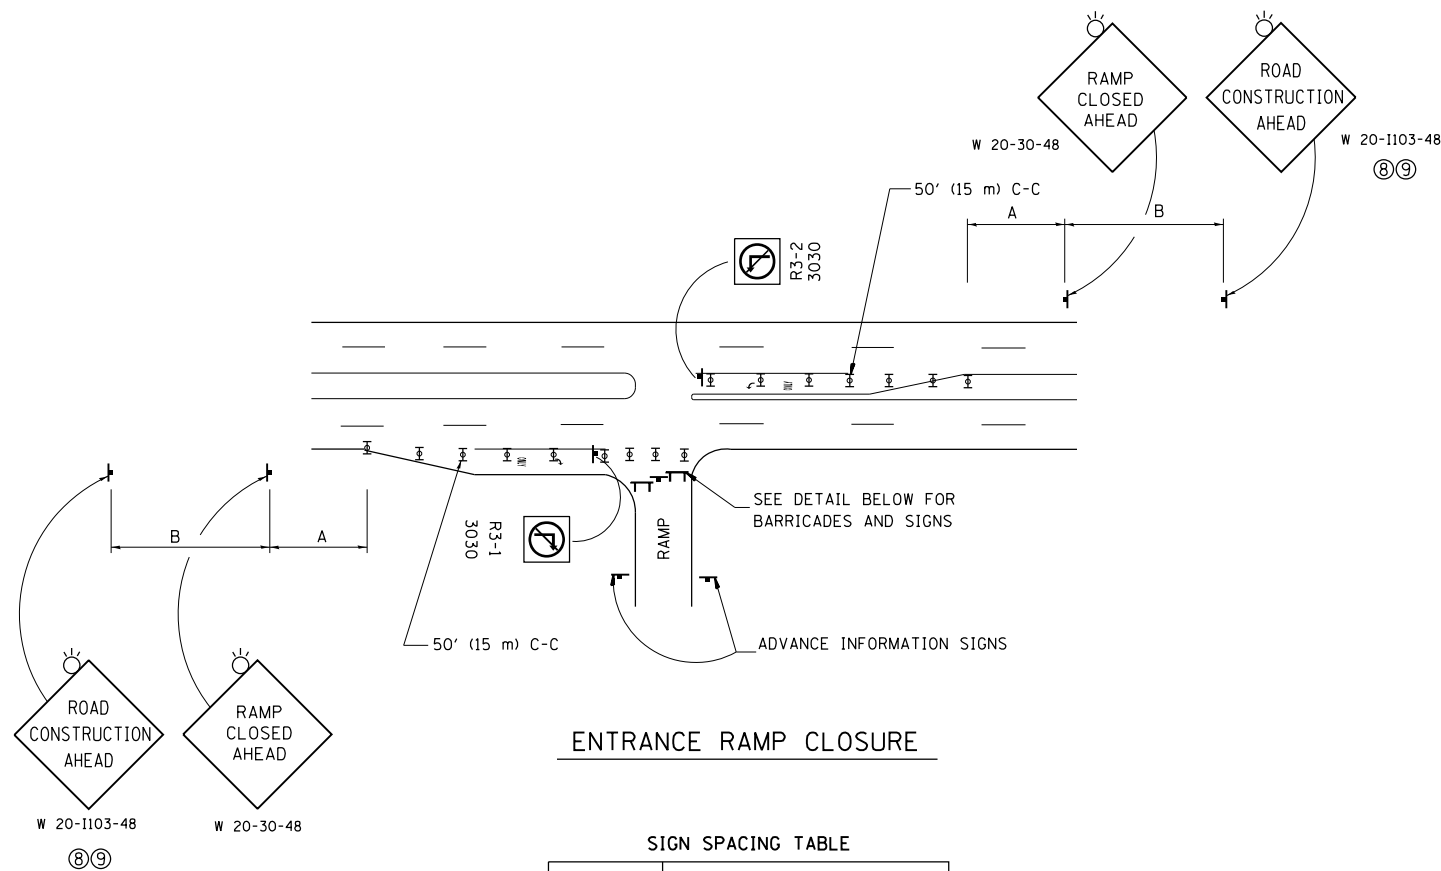 RAMP
CLOSED
AHEAD
W 20-30-48
ROAD
CONSTRUCTION
AHEAD
W 20-I103-48
⑧⑨
50' (15 m) C-C
A
B
R3-2
3030
ONLY
ONLY
R3-1
3030
RAMP
SEE DETAIL BELOW FOR
BARRICADES AND SIGNS
B
A
50' (15 m) C-C
ADVANCE INFORMATION SIGNS
ROAD
CONSTRUCTION
AHEAD
W 20-I103-48
⑧⑨
RAMP
CLOSED
AHEAD
W 20-30-48
ENTRANCE RAMP CLOSURE
SIGN SPACING TABLE